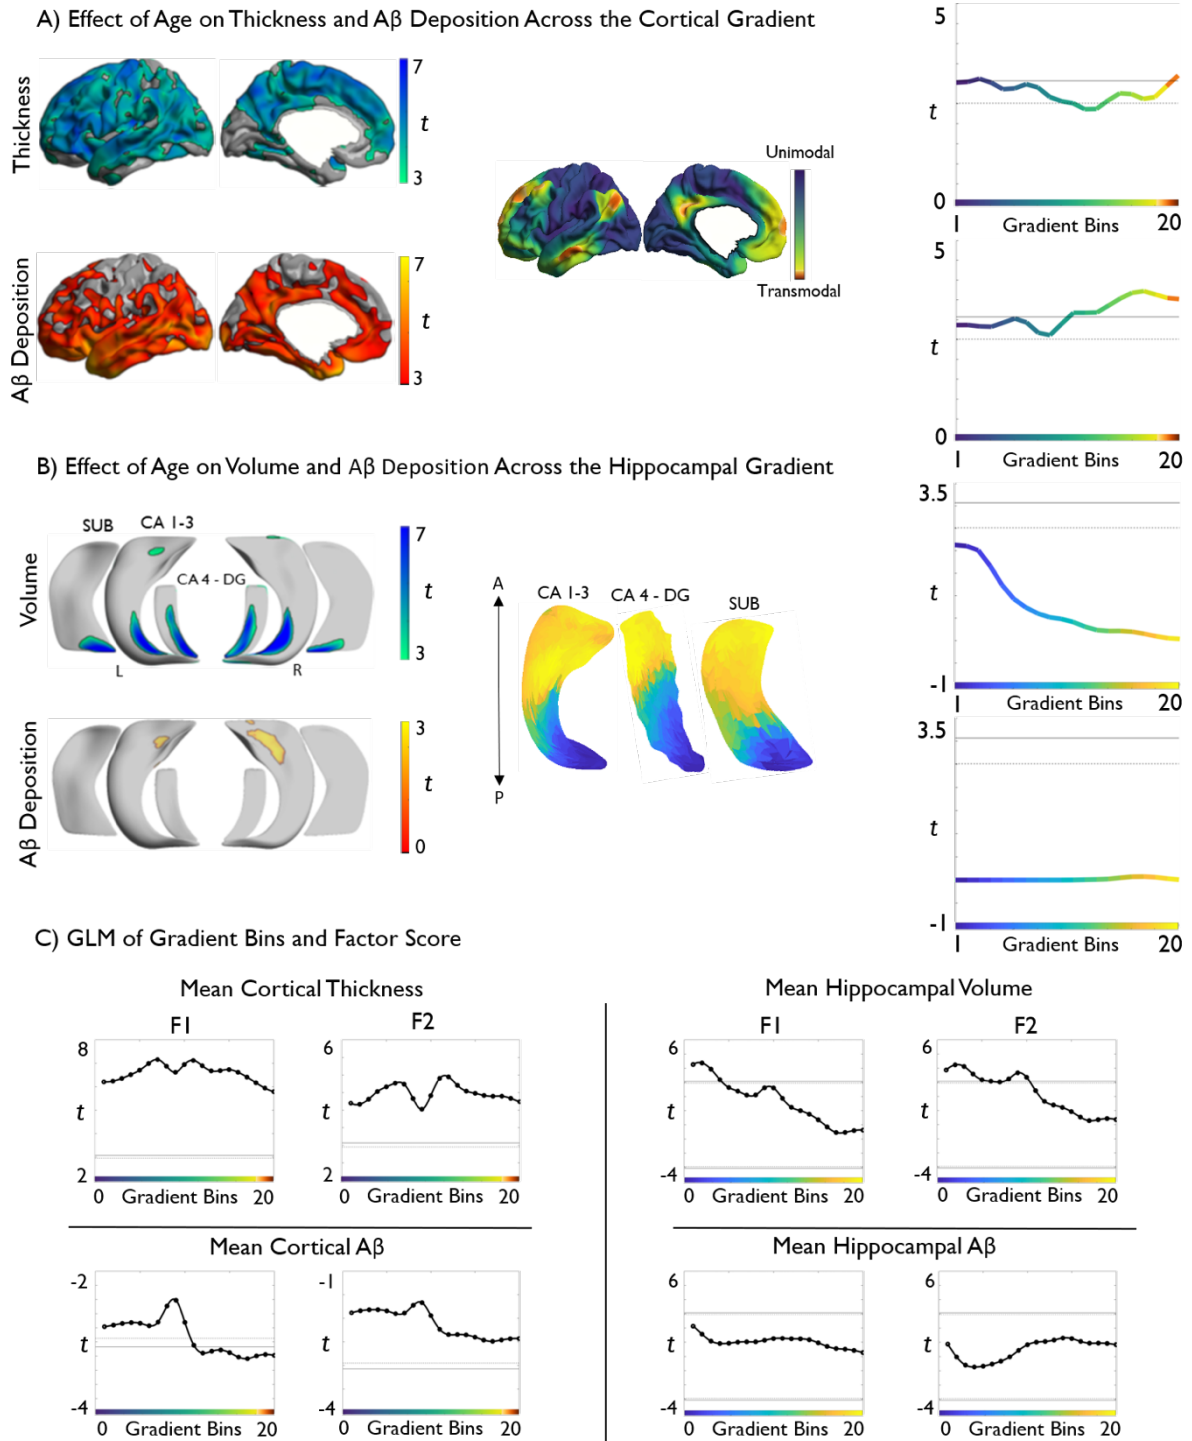 A) Effect of Age on Thickness and Aβ Deposition Across the Cortical Gradient
Thickness
7
t
3
Aβ Deposition
7
t
3
Unimodal
Transmodal
5
t
0
1 Gradient Bins 20
5
t
0
1 Gradient Bins 20
B) Effect of Age on Volume and Aβ Deposition Across the Hippocampal Gradient
Volume
SUB CA 1-3
CA 4 - DG
L R
7
t
3
Aβ Deposition
3
t
0
A
P
CA 1-3 CA 4 - DG SUB
3.5
t
-1
1 Gradient Bins 20
3.5
t
-1
1 Gradient Bins 20
C) GLM of Gradient Bins and Factor Score
Mean Cortical Thickness
F1 F2
8
t
2
0 Gradient Bins 20
6
t
2
0 Gradient Bins 20
Mean Cortical Aβ
-2
t
-4
0 Gradient Bins 20
-1
t
-4
0 Gradient Bins 20
Mean Hippocampal Volume
F1 F2
6
t
-4
0 Gradient Bins 20
6
t
-4
0 Gradient Bins 20
Mean Hippocampal Aβ
6
t
-4
0 Gradient Bins 20
6
t
-4
0 Gradient Bins 20